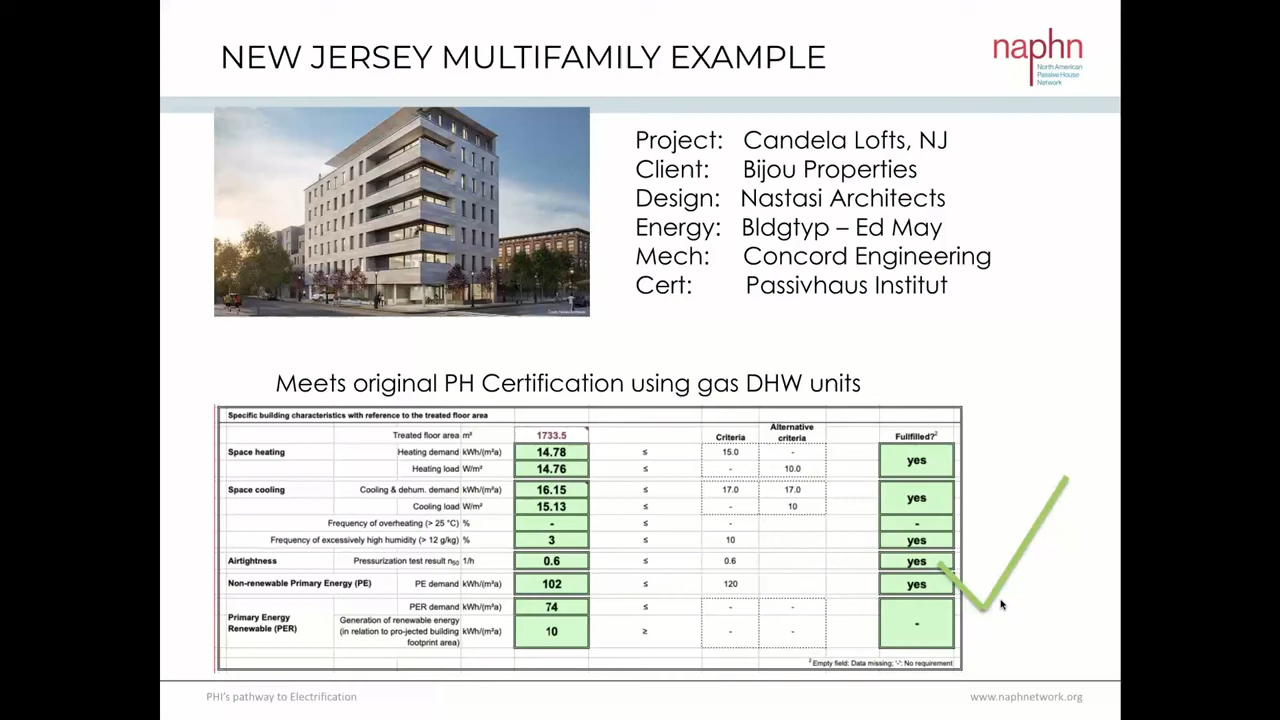 NEW JERSEY MULTIFAMILY EXAMPLE
naphn
North American
Passive House
Network
Project: Candela Lofts, NJ
Client: Bijou Properties
Design: Nastasi Architects
Energy: Bldgtyp – Ed May
Mech: Concord Engineering
Cert: Passivhaus Institut
Meets original PH Certification using gas DHW units
Specific building characteristics with reference to the treated floor area
Treated floor area m² 1733.5 Criteria Alternative criteria Fullfilled?²
Space heating Heating demand kWh/(m²a) 14.78 ≤ 15.0 - yes
Heating load W/m² 14.76 ≤ - 10.0
Space cooling Cooling & dehum. demand kWh/(m²a) 16.15 ≤ 17.0 17.0 yes
Cooling load W/m² 15.13 ≤ - 10
Frequency of overheating (> 25 °C) % - ≤ - -
Frequency of excessively high humidity (> 12 g/kg) % 3 ≤ 10 yes
Airtightness Pressurization test result n50 1/h 0.6 ≤ 0.6 yes
Non-renewable Primary Energy (PE) PE demand kWh/(m²a) 102 ≤ 120 yes
Primary Energy Renewable (PER) PER demand kWh/(m²a) 74 ≤ - - -
Generation of renewable energy
(in relation to pro-jected building kWh/(m²a) 10 ≥ - -
footprint area)
² Empty field: Data missing; '-': No requirement
PHI's pathway to Electrification
www.naphnetwork.org